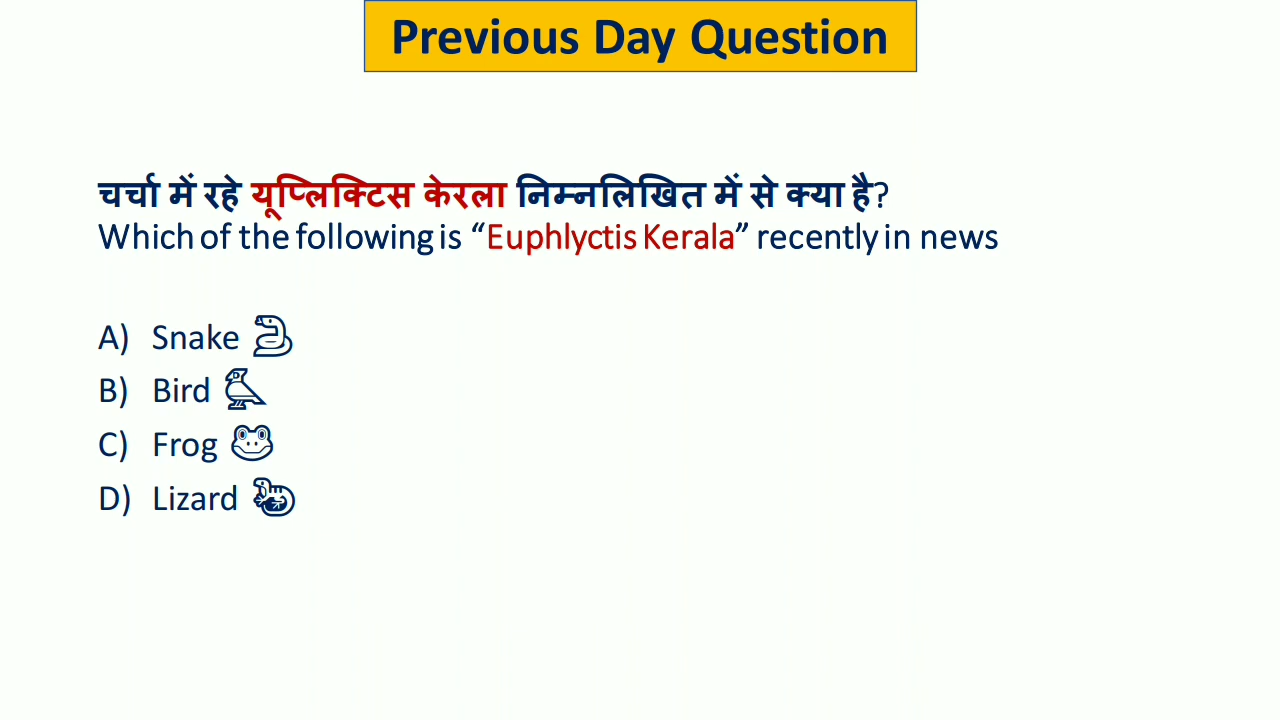 Previous Day Question
चर्चा में रहे यूप्लिक्टिस केरला निम्नलिखित में से क्या है?
Which of the following is “Euphlyctis Kerala” recently in news
A) Snake
B) Bird
C) Frog
D) Lizard